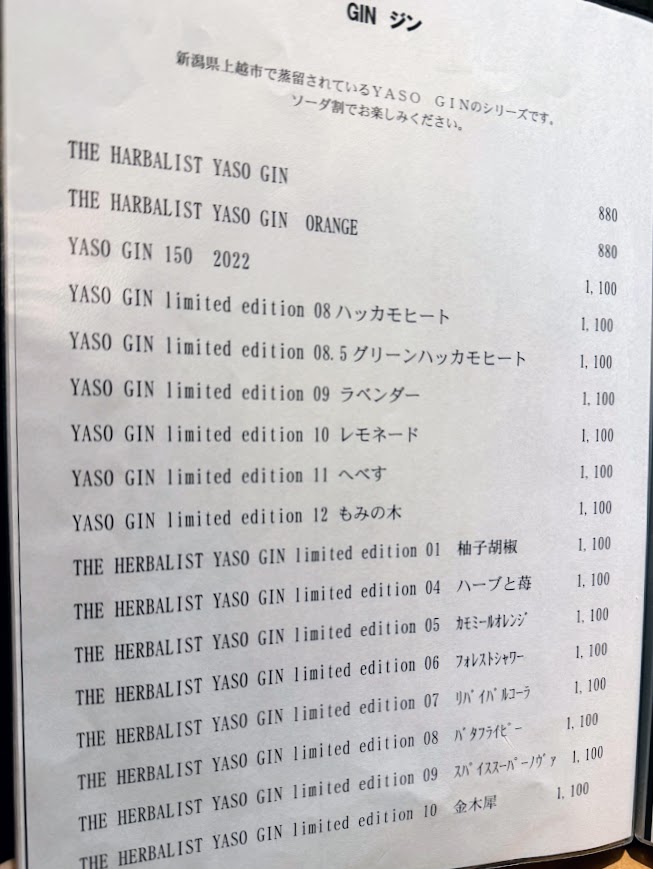 GIN ジン
新潟県上越市で蒸留されているＹＡＳＯ　ＧＩＮのシリーズです。
ソーダ割でお楽しみください。
THE HARBALIST YASO GIN 880
THE HARBALIST YASO GIN ORANGE 880
YASO GIN 150 2022 1,100
YASO GIN limited edition 08 ハッカモヒート 1,100
YASO GIN limited edition 08.5 グリーンハッカモヒート 1,100
YASO GIN limited edition 09 ラベンダー 1,100
YASO GIN limited edition 10 レモネード 1,100
YASO GIN limited edition 11 へべす 1,100
YASO GIN limited edition 12 もみの木 1,100
THE HERBALIST YASO GIN limited edition 01 柚子胡椒 1,100
THE HERBALIST YASO GIN limited edition 04 ハーブと苺 1,100
THE HERBALIST YASO GIN limited edition 05 ｶﾓﾐｰﾙｵﾚﾝｼﾞ 1,100
THE HERBALIST YASO GIN limited edition 06 ﾌｫﾚｽﾄｼｬﾜｰ 1,100
THE HERBALIST YASO GIN limited edition 07 ﾘﾊﾞｲﾊﾞﾙｺｰﾗ 1,100
THE HERBALIST YASO GIN limited edition 08 ﾊﾞﾀﾌﾗｲﾋﾟｰ 1,100
THE HERBALIST YASO GIN limited edition 09 ｽﾊﾟｲｽｽｰﾊﾟｰﾉｳﾞｧ 1,100
THE HERBALIST YASO GIN limited edition 10 金木犀 1,100